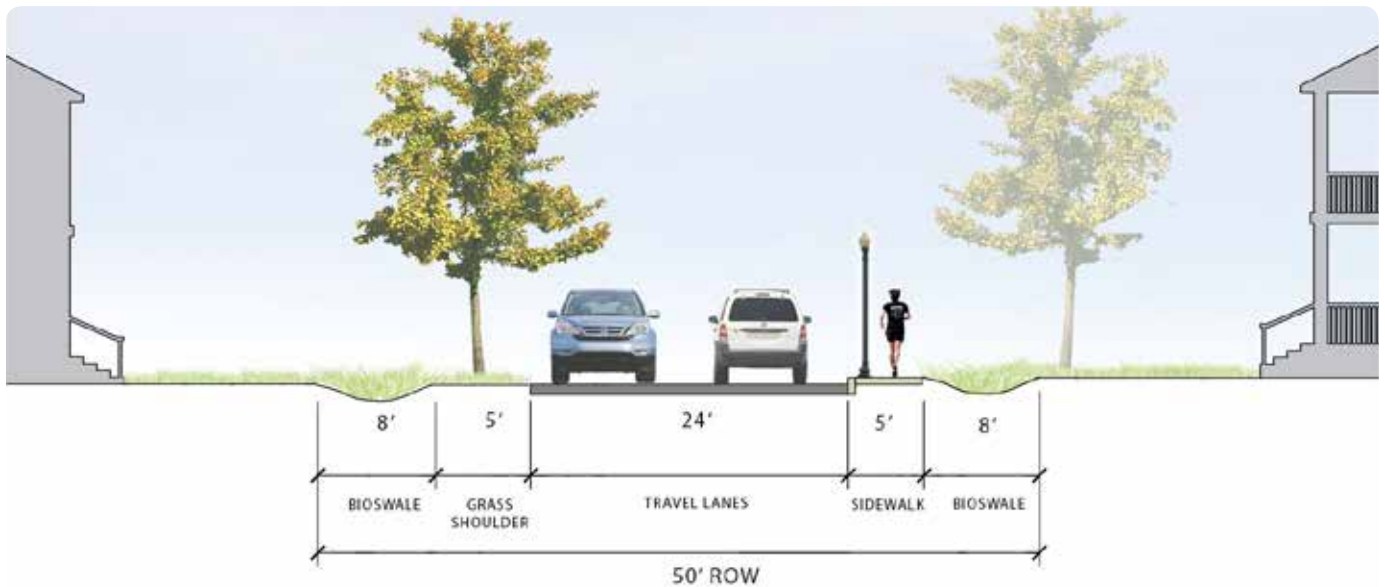 8'
5'
24'
5'
8'
BIOSWALE
GRASS
SHOULDER
TRAVEL LANES
SIDEWALK
BIOSWALE
50' ROW